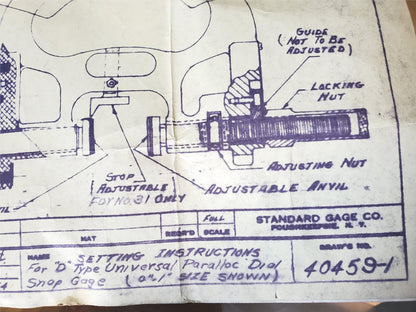 GUIDE
(NOT TO BE
ADJUSTED)
LOCKING
NUT
ADJUSTING NUT
STOP
ADJUSTABLE
FOR NO. 31 ONLY
ADJUSTABLE ANVIL
VIL
MAT
REQ'D
FULL
SCALE
STANDARD GAGE CO.
POUGHKEEPSIE, N. Y.
NAME SETTING INSTRUCTIONS
For "D" Type Universal Paralloc Dial
Snap Gage (0"-1" SIZE SHOWN)
DRAW'G NO.
40459-1